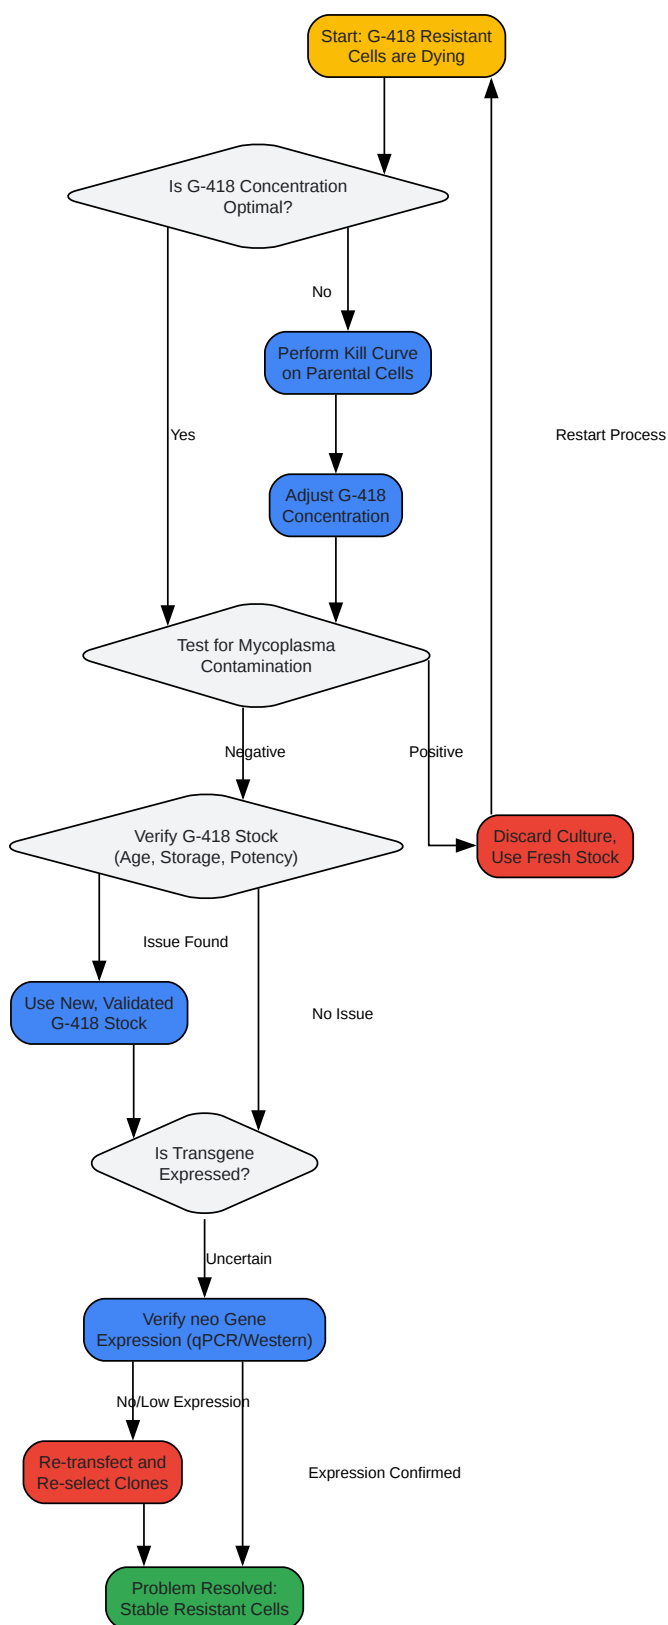 Start: G-418 Resistant
Cells are Dying
Is G-418 Concentration
Optimal?
No
Perform Kill Curve
on Parental Cells
Yes
Restart Process
Adjust G-418
Concentration
Test for Mycoplasma
Contamination
Negative
Positive
Verify G-418 Stock
(Age, Storage, Potency)
Discard Culture,
Use Fresh Stock
Issue Found
Use New, Validated
G-418 Stock
No Issue
Is Transgene
Expressed?
Uncertain
Verify neo Gene
Expression (qPCR/Western)
No/Low Expression
Re-transfect and
Re-select Clones
Expression Confirmed
Problem Resolved:
Stable Resistant Cells